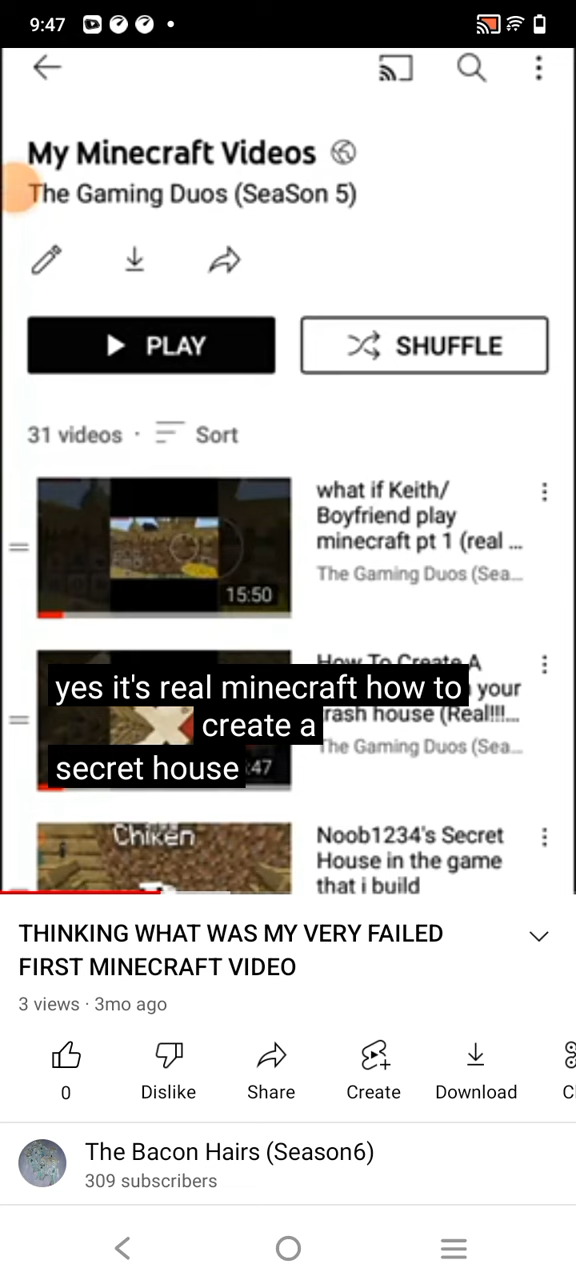 9:47
My Minecraft Videos
The Gaming Duos (SeaSon 5)
PLAY
SHUFFLE
31 videos · Sort
what if Keith/
Boyfriend play
minecraft pt 1 (real ...
The Gaming Duos (Sea...
15:50
How To Create A
your
rash house (Real!!!...
The Gaming Duos (Sea...
:47
yes it's real minecraft how to
create a
secret house
Chiken
Noob1234's Secret
House in the game
that i build
THINKING WHAT WAS MY VERY FAILED
FIRST MINECRAFT VIDEO
3 views · 3mo ago
0
Dislike
Share
Create
Download
Cl
The Bacon Hairs (Season6)
309 subscribers